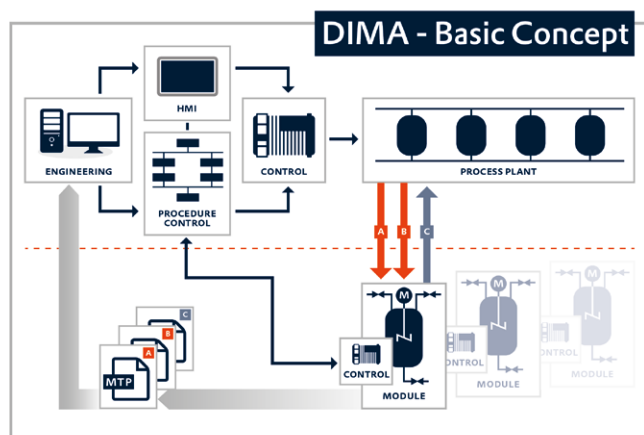 DIMA - Basic Concept
HMI
ENGINEERING
PROCEDURE
CONTROL
CONTROL
PROCESS PLANT
A
B
C
C
B
A
MTP
M
CONTROL
MODULE
M
CONTROL
MODULE
M
CONTROL
MODULE